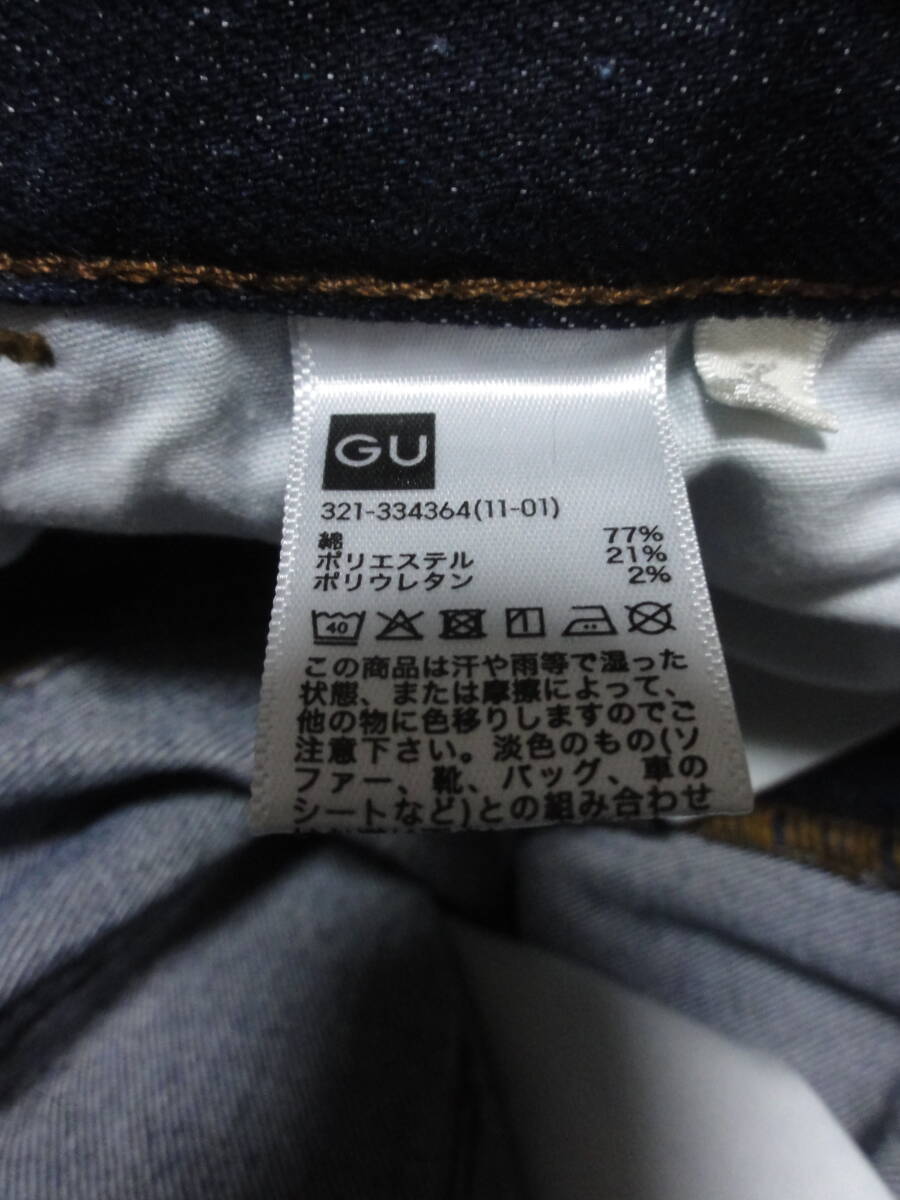 GU
321-334364(11-01)
綿 77%
ポリエステル 21%
ポリウレタン 2%
40
この商品は汗や雨等で湿った
状態、または摩擦によって、
他の物に色移りしますのでご
注意下さい。淡色のもの(ソ
ファー、靴、バッグ、車の
シートなど)との組み合わせ